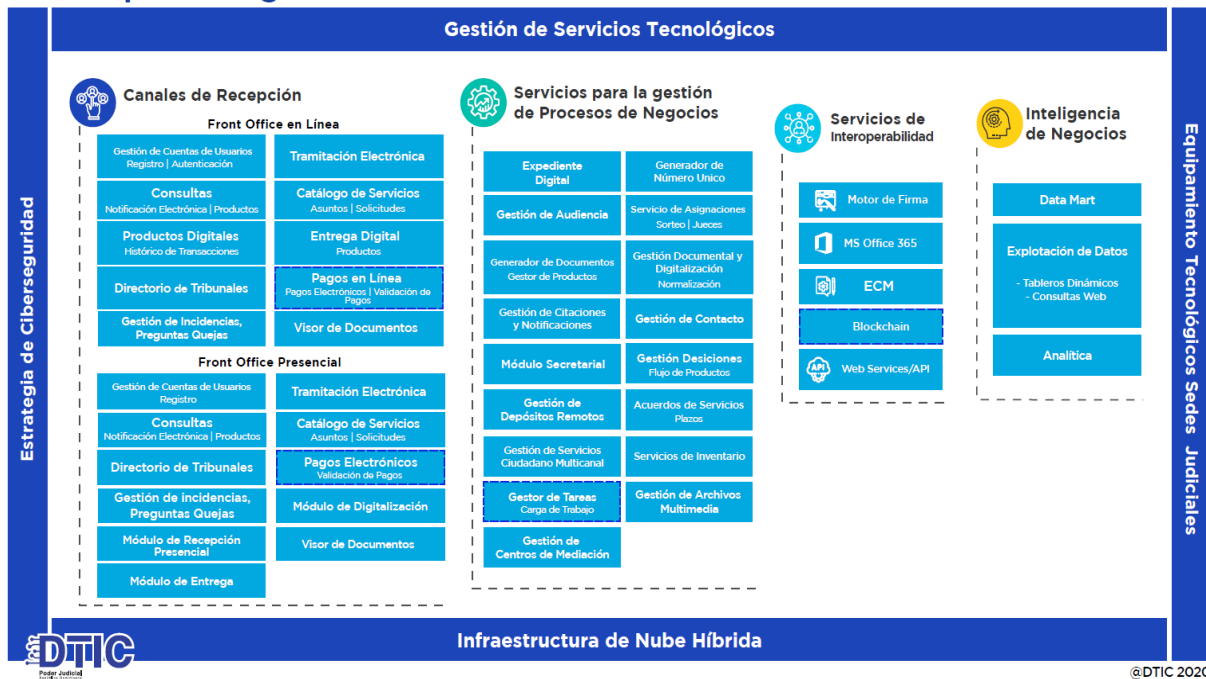 Gestión de Servicios Tecnológicos
Estrategia de Ciberseguridad
Canales de Recepción
Front Office en Línea
Gestión de Cuentas de Usuarios
Registro | Autenticación
Tramitación Electrónica
Consultas
Notificación Electrónica | Productos
Catálogo de Servicios
Asuntos | Solicitudes
Productos Digitales
Histórico de Transacciones
Entrega Digital
Productos
Directorio de Tribunales
Pagos en Línea
Pagos Electrónicos | Validación de
Pagos
Gestión de Incidencias,
Preguntas Quejas
Visor de Documentos
Front Office Presencial
Gestión de Cuentas de Usuarios
Registro
Tramitación Electrónica
Consultas
Notificación Electrónica | Productos
Catálogo de Servicios
Asuntos | Solicitudes
Directorio de Tribunales
Pagos Electrónicos
Validación de Pagos
Gestión de incidencias,
Preguntas Quejas
Módulo de Digitalización
Módulo de Recepción
Presencial
Visor de Documentos
Módulo de Entrega
Servicios para la gestión
de Procesos de Negocios
Expediente
Digital
Generador de
Número Unico
Gestión de Audiencia
Servicio de Asignaciones
Sorteo | Jueces
Generador de Documentos
Gestor de Productos
Gestión Documental y
Digitalización
Normalización
Gestión de Citaciones
y Notificaciones
Gestión de Contacto
Módulo Secretarial
Gestión Desiciones
Flujo de Productos
Gestión de
Depósitos Remotos
Acuerdos de Servicios
Plazos
Gestión de Servicios
Ciudadano Multicanal
Servicios de Inventario
Gestor de Tareas
Carga de Trabajo
Gestión de Archivos
Multimedia
Gestión de
Centros de Mediación
Servicios de
Interoperabilidad
Motor de Firma
MS Office 365
ECM
Blockchain
API
Web Services/API
Inteligencia
de Negocios
Data Mart
Explotación de Datos
- Tableros Dinámicos
- Consultas Web
Analítica
Equipamiento Tecnológicos Sedes Judiciales
Infraestructura de Nube Híbrida
DTIC
Poder Judicial
@DTIC 2020